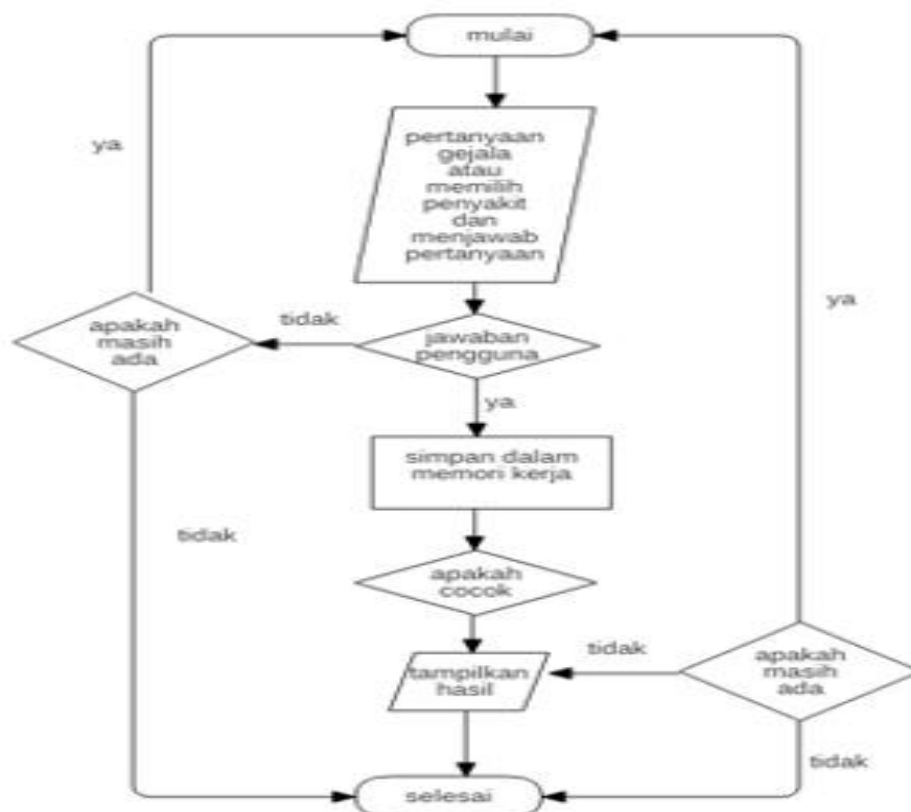 mulai
ya
pertanyaan
gejala
atau
memilih
penyakit
dan
menjawab
pertanyaan
ya
apakah
masih
ada
tidak
jawaban
pengguna
ya
simpan dalam
memori kerja
tidak
apakah
cocok
tampilkan
hasil
tidak
apakah
masih
ada
tidak
selesai